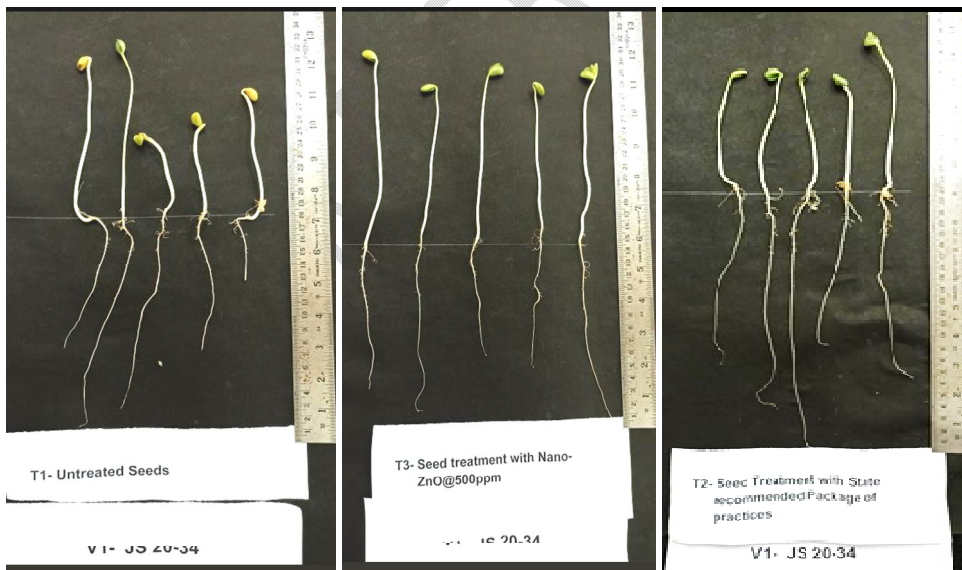 T1- Untreated Seeds
V1- JS 20-34
T3- Seed treatment with Nano-
ZnO@500ppm
JS 20-34
T2- Seed Treatment with State
recommended Package of
practices
V1- JS 20-34